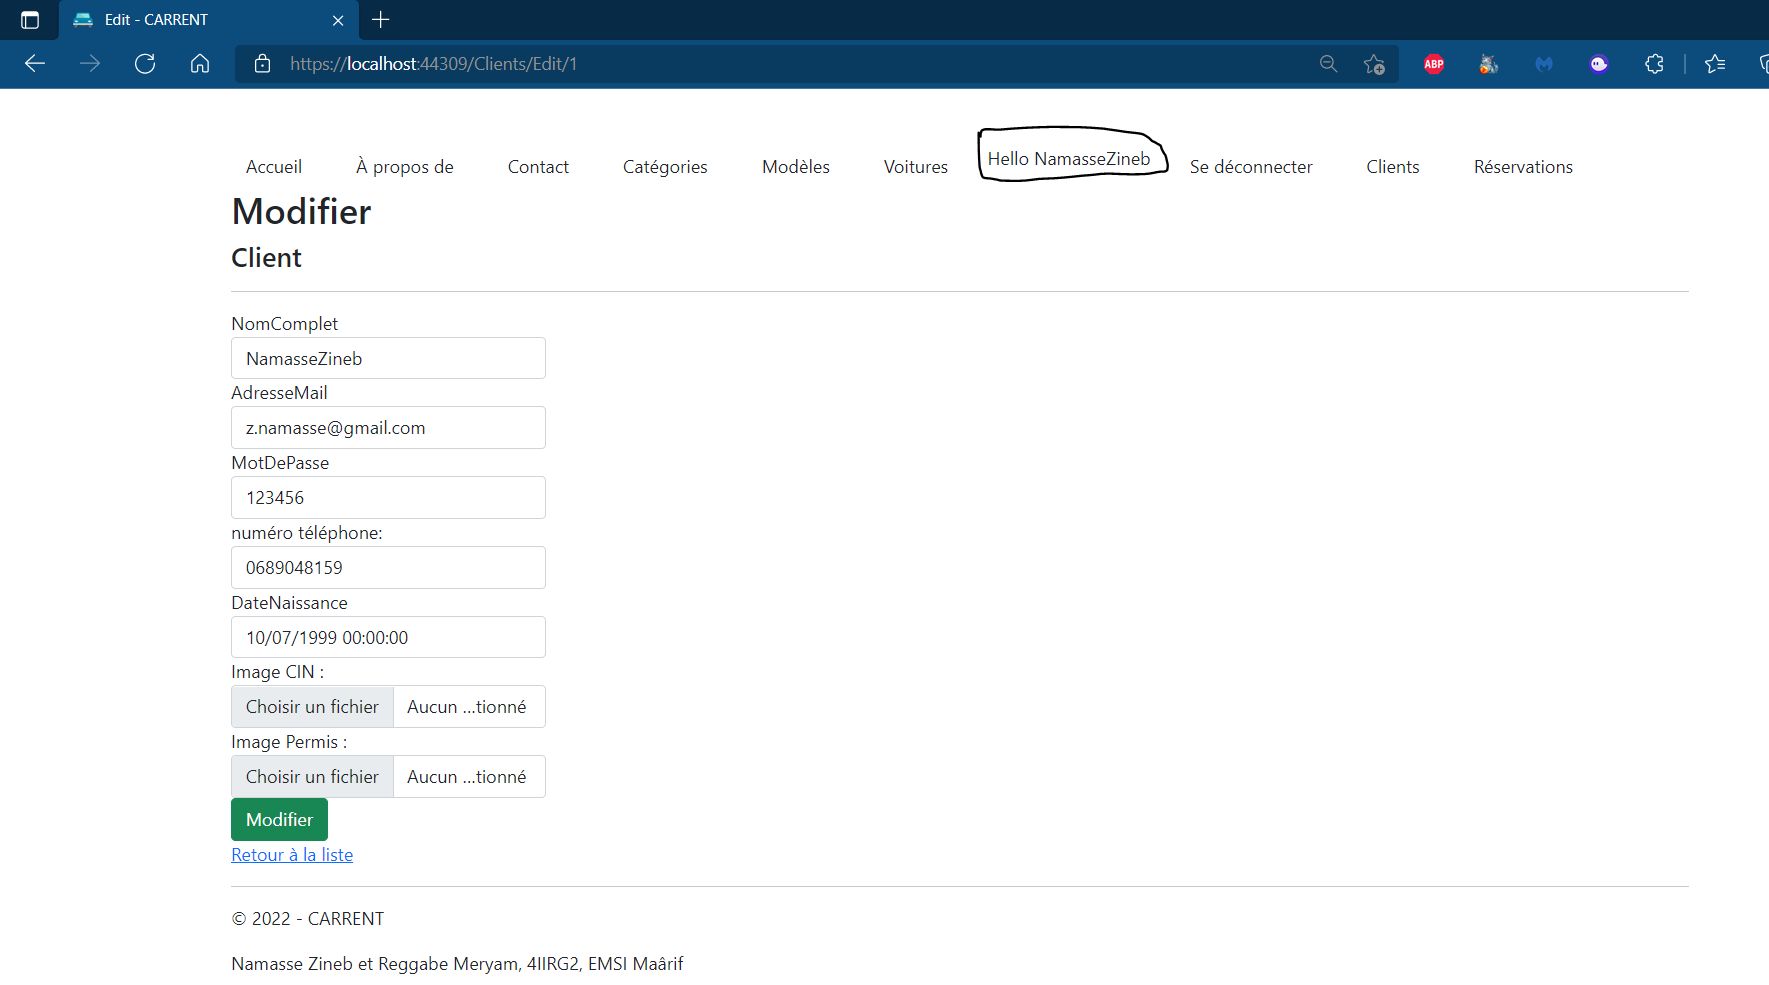 Edit - CARRENT
https://localhost:44309/Clients/Edit/1
ABP
Accueil À propos de Contact Catégories Modèles Voitures Hello NamasseZineb Se déconnecter Clients Réservations
Modifier
Client
NomComplet
NamasseZineb
AdresseMail
z.namasse@gmail.com
MotDePasse
123456
numéro téléphone:
0689048159
DateNaissance
10/07/1999 00:00:00
Image CIN :
Choisir un fichier Aucun ...tionné
Image Permis :
Choisir un fichier Aucun ...tionné
Modifier
Retour à la liste
© 2022 - CARRENT
Namasse Zineb et Reggabe Meryam, 4IIRG2, EMSI Maârif